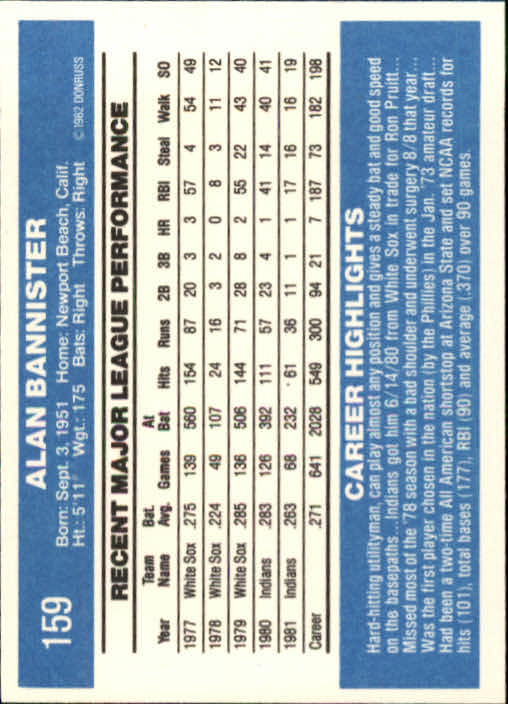 159
ALAN BANNISTER
Born: Sept. 3, 1951 Home: Newport Beach, Calif.
Ht.: 5'11" Wgt.: 175 Bats: Right Throws: Right
© 1982 DONRUSS
RECENT MAJOR LEAGUE PERFORMANCE
Year Team Name Bat. Avg. Games At Bat Hits Runs 2B 3B HR RBI Steal Walk SO
1977 White Sox .275 139 560 154 87 20 3 3 57 4 54 49
1978 White Sox .224 49 107 24 16 3 2 0 8 3 11 12
1979 White Sox .285 136 506 144 71 28 8 2 55 22 43 40
1980 Indians .283 126 392 111 57 23 4 1 41 14 40 41
1981 Indians .263 68 232 61 36 11 1 1 17 16 16 19
Career .271 641 2028 549 300 94 21 7 187 73 182 198
CAREER HIGHLIGHTS
Hard-hitting utilityman, can play almost any position and gives a steady bat and good speed
on the basepaths...Indians got him 6/14/80 from White Sox in trade for Ron Pruitt...
Missed most of the '78 season with a bad shoulder and underwent surgery 8/8 that year...
Was the first player chosen in the nation (by the Phillies) in the Jan. '73 amateur draft...
Had been a two-time All American shortstop at Arizona State and set NCAA records for
hits (101), total bases (177), RBI (90) and average (.370) over 90 games.